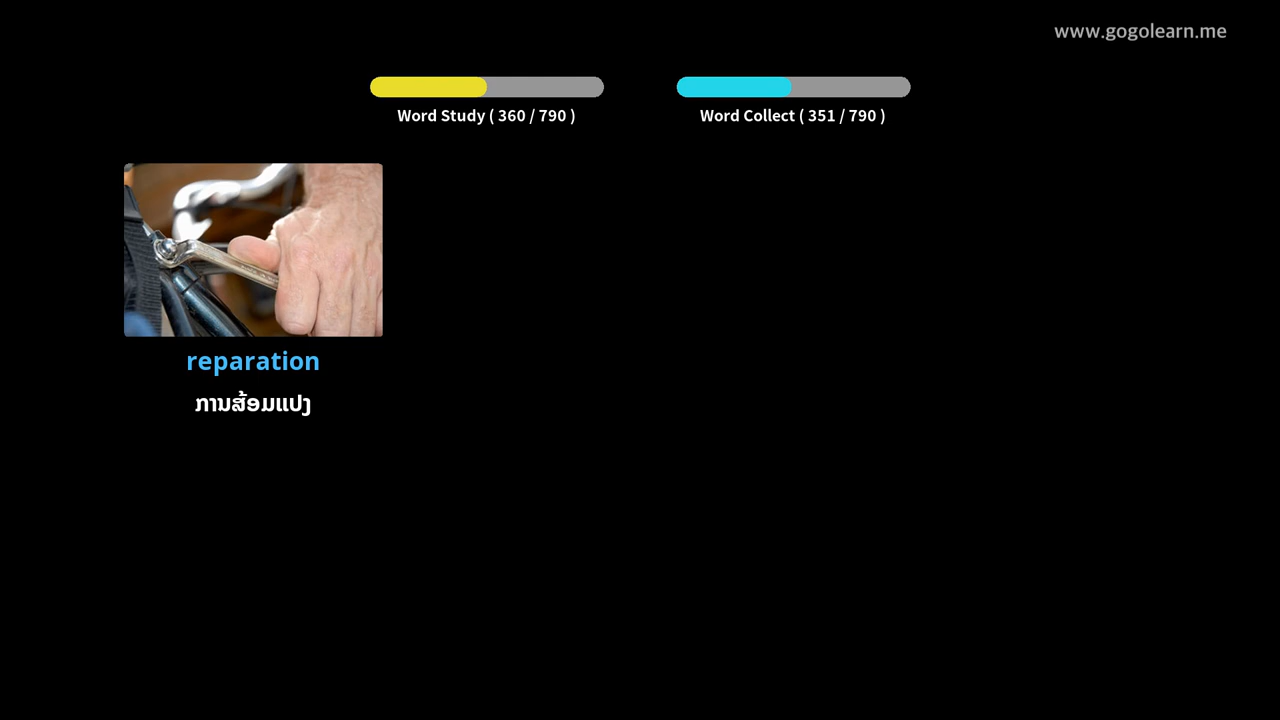 www.gogolearn.me
Word Study ( 360 / 790 )
Word Collect ( 351 / 790 )
reparation
ການສ້ອມແປງ